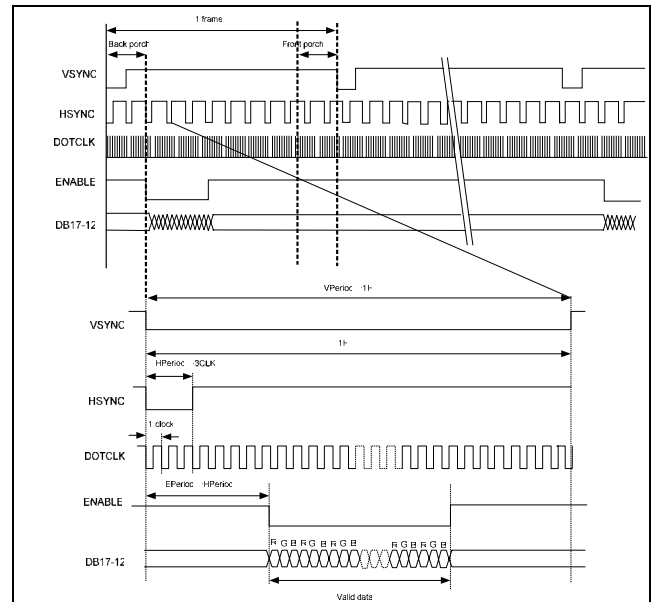 1 frame
Back porch
Front porch
VSYNC
HSYNC
DOTCLK
ENABLE
DB17-12
VSYNC
1H
HSYNC
1 clock
DOTCLK
ENABLE
R G B R G B R G B
R G B R G B
DB17-12
Valid data